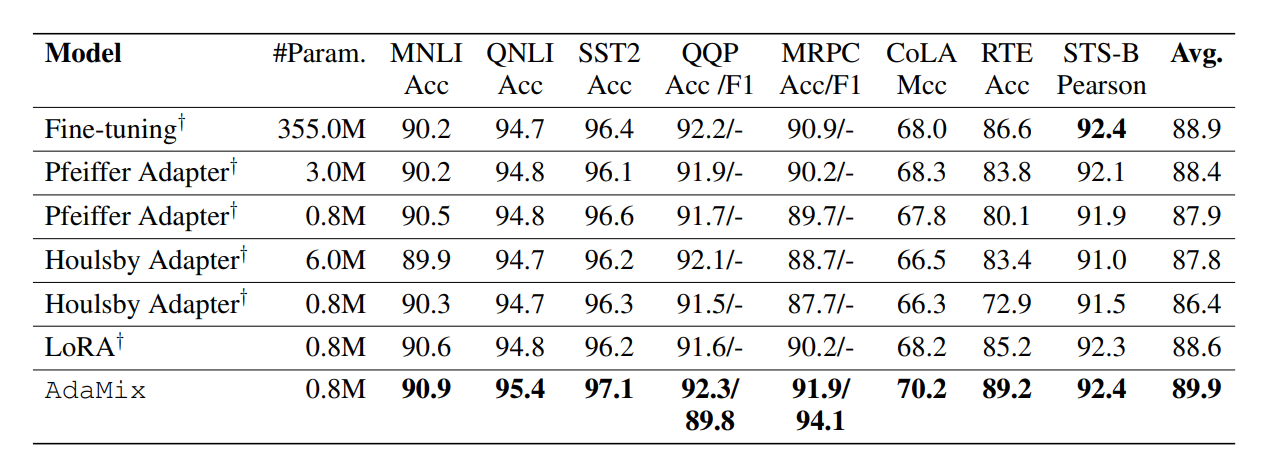 Model #Param. MNLI QNLI SST2 QQP MRPC CoLA RTE STS-B Avg.
Acc Acc Acc Acc /F1 Acc/F1 Mcc Acc Pearson
Fine-tuning† 355.0M 90.2 94.7 96.4 92.2/- 90.9/- 68.0 86.6 92.4 88.9
Pfeiffer Adapter† 3.0M 90.2 94.8 96.1 91.9/- 90.2/- 68.3 83.8 92.1 88.4
Pfeiffer Adapter† 0.8M 90.5 94.8 96.6 91.7/- 89.7/- 67.8 80.1 91.9 87.9
Houlsby Adapter† 6.0M 89.9 94.7 96.2 92.1/- 88.7/- 66.5 83.4 91.0 87.8
Houlsby Adapter† 0.8M 90.3 94.7 96.3 91.5/- 87.7/- 66.3 72.9 91.5 86.4
LoRA† 0.8M 90.6 94.8 96.2 91.6/- 90.2/- 68.2 85.2 92.3 88.6
AdaMix 0.8M 90.9 95.4 97.1 92.3/ 91.9/ 70.2 89.2 92.4 89.9
89.8 94.1